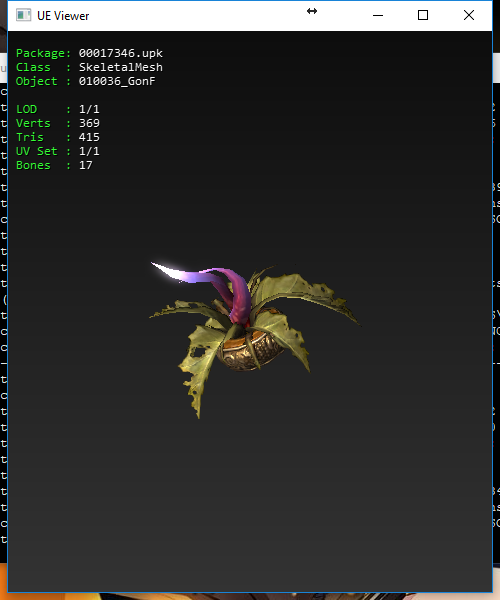 UE Viewer
Package: 00017346.upk
Class : SkeletalMesh
Object : 010036_GonF
LOD : 1/1
Verts : 369
Tris : 415
UV Set : 1/1
Bones : 17